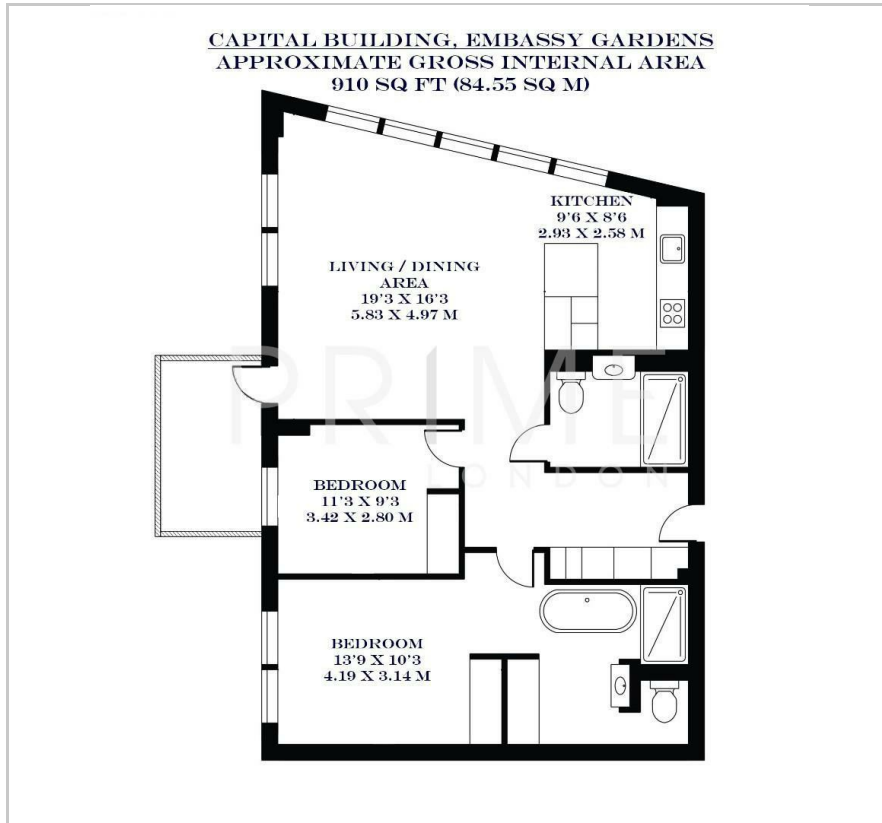 CAPITAL BUILDING, EMBASSY GARDENS
APPROXIMATE GROSS INTERNAL AREA
910 SQ FT (84.55 SQ M)
KITCHEN
9'6 X 8'6
2.93 X 2.58 M
LIVING / DINING
AREA
19'3 X 16'3
5.83 X 4.97 M
PRIME
LONDON
BEDROOM
11'3 X 9'3
3.42 X 2.80 M
BEDROOM
13'9 X 10'3
4.19 X 3.14 M